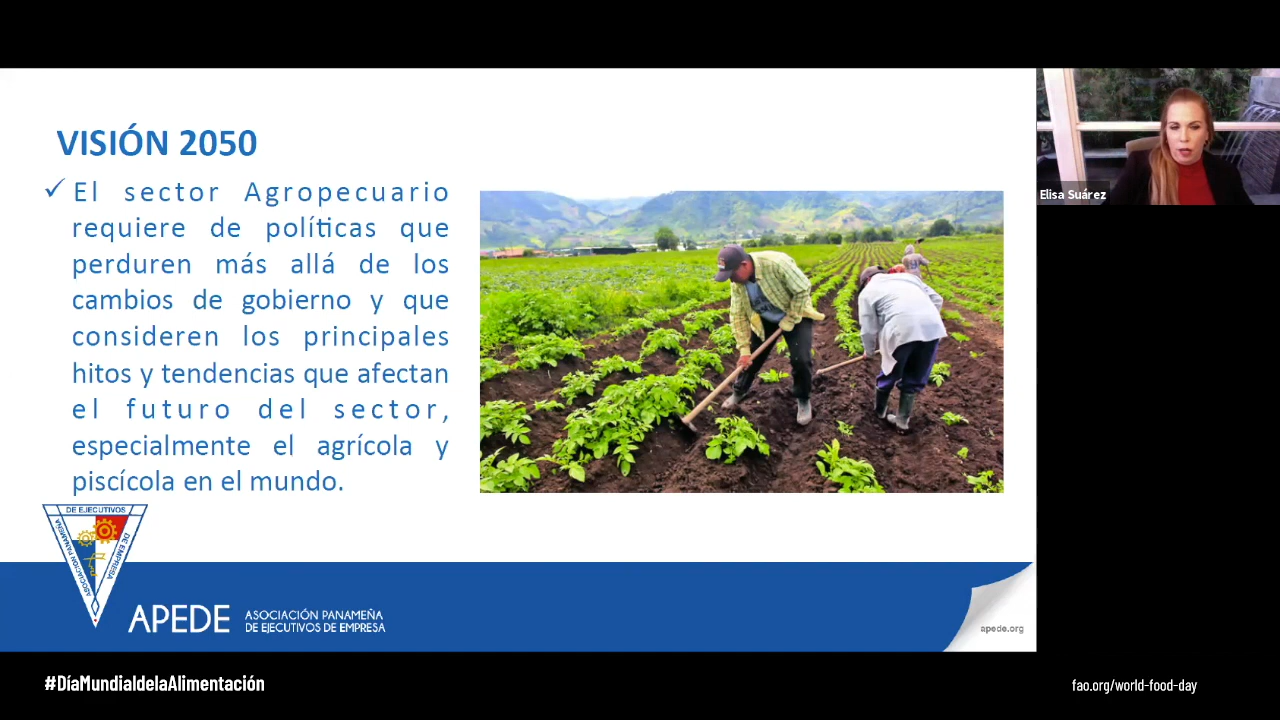 VISIÓN 2050
✓ El sector Agropecuario
requiere de políticas que
perduren más allá de los
cambios de gobierno y que
consideren los principales
hitos y tendencias que afectan
el futuro del sector,
especialmente el agrícola y
piscícola en el mundo.
Elisa Suárez
DE EJECUTIVOS
ASOCIACION PANAMEÑA
DE EMPRESA
APEDE
ASOCIACIÓN PANAMEÑA
DE EJECUTIVOS DE EMPRESA
apede.org
#DíaMundialdelaAlimentación
fao.org/world-food-day